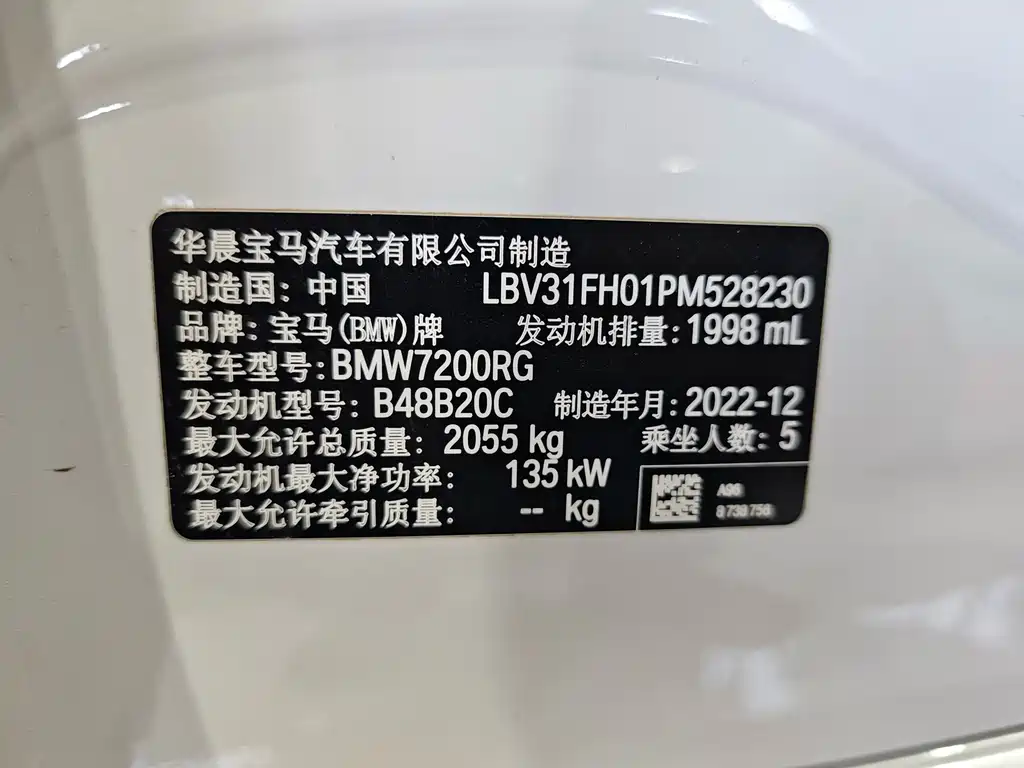 华晨宝马汽车有限公司制造
制造国：中国 LBV31FH01PM528230
品牌：宝马(BMW)牌 发动机排量：1998 mL
整车型号：BMW7200RG
发动机型号：B48B20C 制造年月：2022-12
最大允许总质量：2055 kg 乘坐人数：5
发动机最大净功率：135 kW
最大允许牵引质量：-- kg
A96
8738758